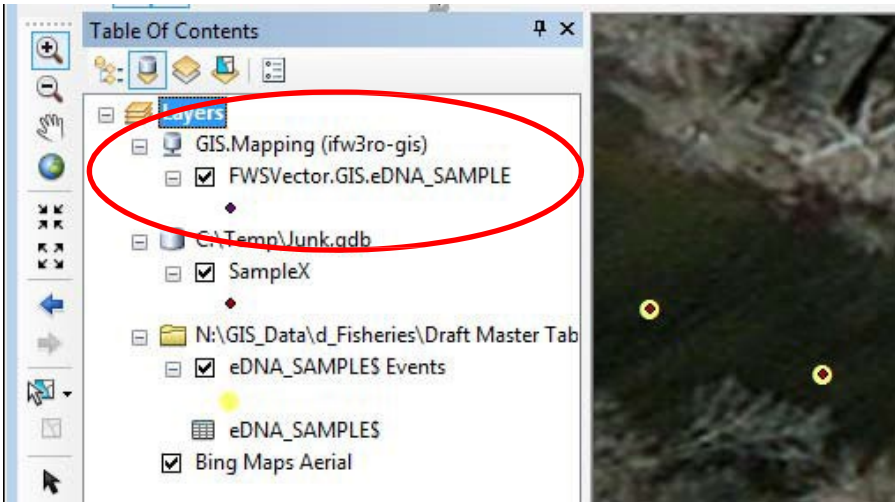 Table Of Contents
Layers
GIS.Mapping (ifw3ro-gis)
FWSVector.GIS.eDNA_SAMPLE
C:\Temp\Junk.gdb
SampleX
N:\GIS_Data\d_Fisheries\Draft Master Tab
eDNA_SAMPLE$ Events
eDNA_SAMPLE$
Bing Maps Aerial